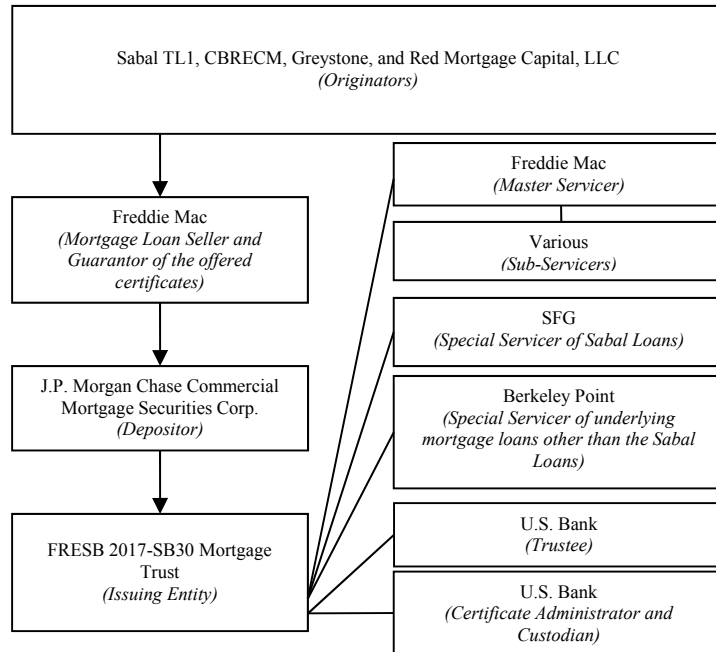 Sabal TL1, CBRECM, Greystone, and Red Mortgage Capital, LLC
(Originators)
Freddie Mac
(Mortgage Loan Seller and
Guarantor of the offered
certificates)
J.P. Morgan Chase Commercial
Mortgage Securities Corp.
(Depositor)
FRESB 2017-SB30 Mortgage
Trust
(Issuing Entity)
Freddie Mac
(Master Servicer)
Various
(Sub-Servicers)
SFG
(Special Servicer of Sabal Loans)
Berkeley Point
(Special Servicer of underlying
mortgage loans other than the Sabal
Loans)
U.S. Bank
(Trustee)
U.S. Bank
(Certificate Administrator and
Custodian)